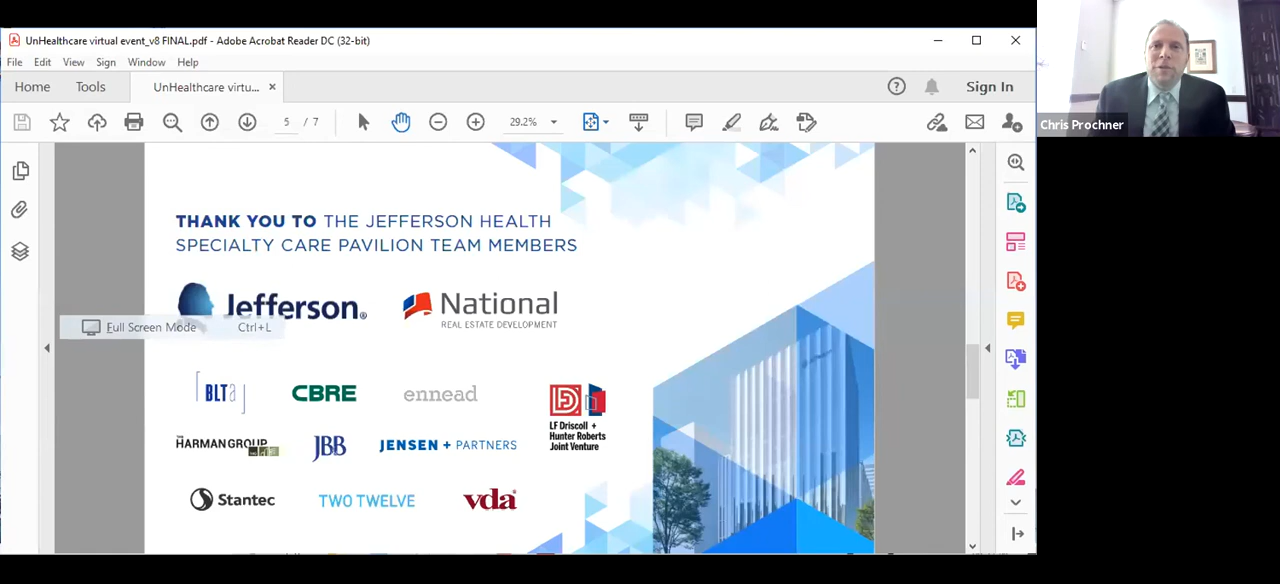 UnHealthcare virtual event_v8 FINAL.pdf - Adobe Acrobat Reader DC (32-bit)
File Edit View Sign Window Help
Home Tools UnHealthcare virtu... × Sign In
5 / 7 29.2%
Chris Prochner
THANK YOU TO THE JEFFERSON HEALTH
SPECIALTY CARE PAVILION TEAM MEMBERS
Jefferson®
National
REAL ESTATE DEVELOPMENT
Full Screen Mode Ctrl+L
BLTa
CBRE
ennead
LF Driscoll +
Hunter Roberts
Joint Venture
THE HARMAN GROUP
JBB
JENSEN + PARTNERS
Stantec
TWO TWELVE
vda